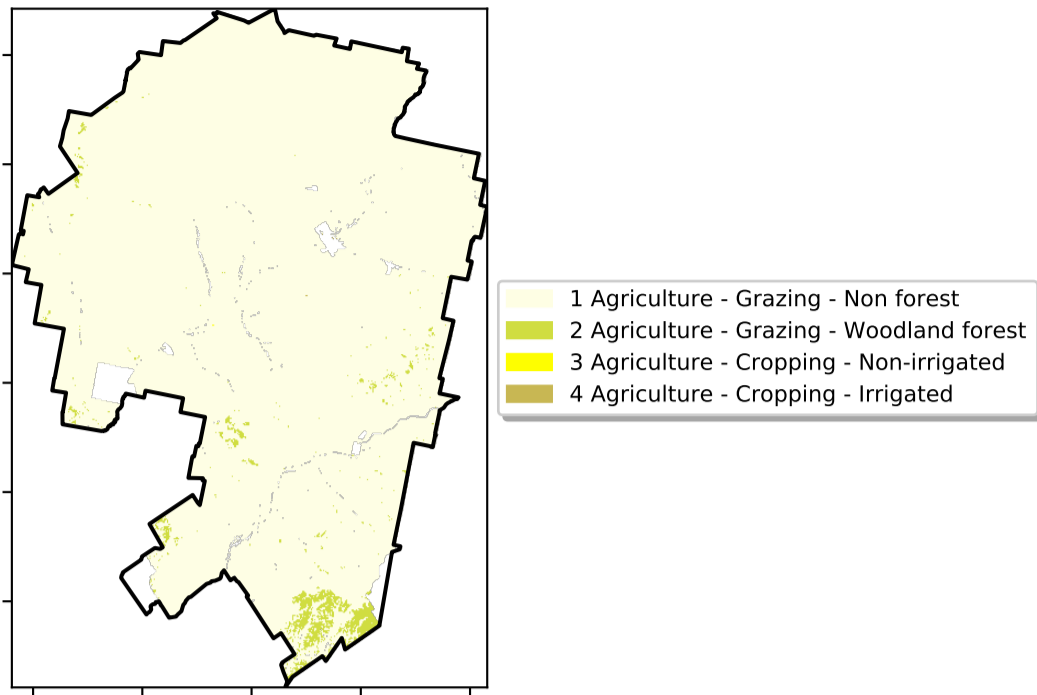 1 Agriculture - Grazing - Non forest
2 Agriculture - Grazing - Woodland forest
3 Agriculture - Cropping - Non-irrigated
4 Agriculture - Cropping - Irrigated